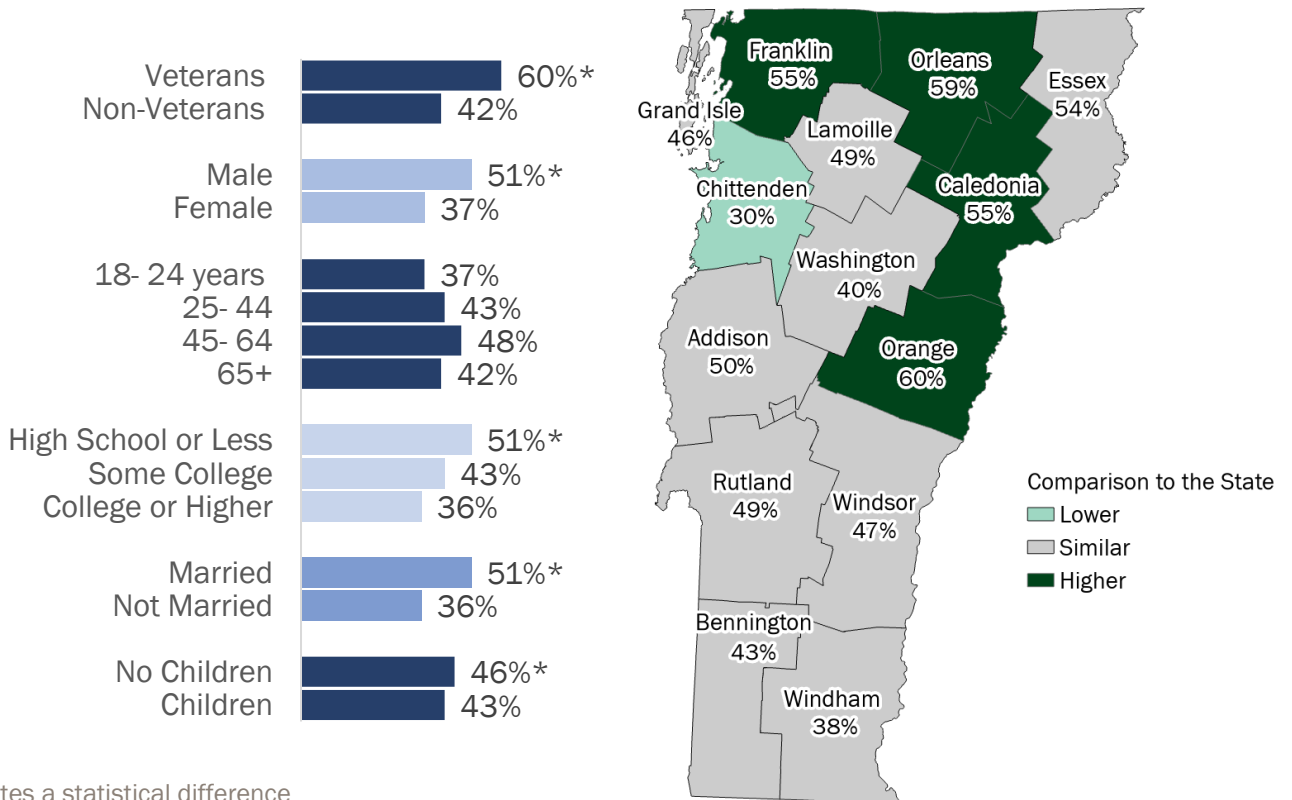 Veterans 60%*
Non-Veterans 42%
Male 51%*
Female 37%
18- 24 years 37%
25- 44 43%
45- 64 48%
65+ 42%
High School or Less 51%*
Some College 43%
College or Higher 36%
Married 51%*
Not Married 36%
No Children 46%*
Children 43%
tes a statistical difference
Franklin
55%
Orleans
59%
Essex
54%
Grand Isle
46%
Lamoille
49%
Chittenden
30%
Caledonia
55%
Washington
40%
Addison
50%
Orange
60%
Rutland
49%
Windsor
47%
Bennington
43%
Windham
38%
Comparison to the State
Lower
Similar
Higher